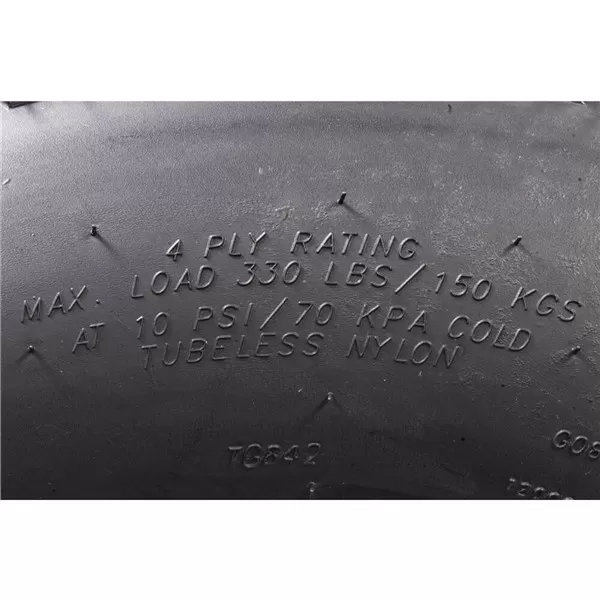 4 PLY RATING
MAX. LOAD 330 LBS/150 KGS
AT 10 PSI/70 KPA COLD
TUBELESS NYLON
TG842